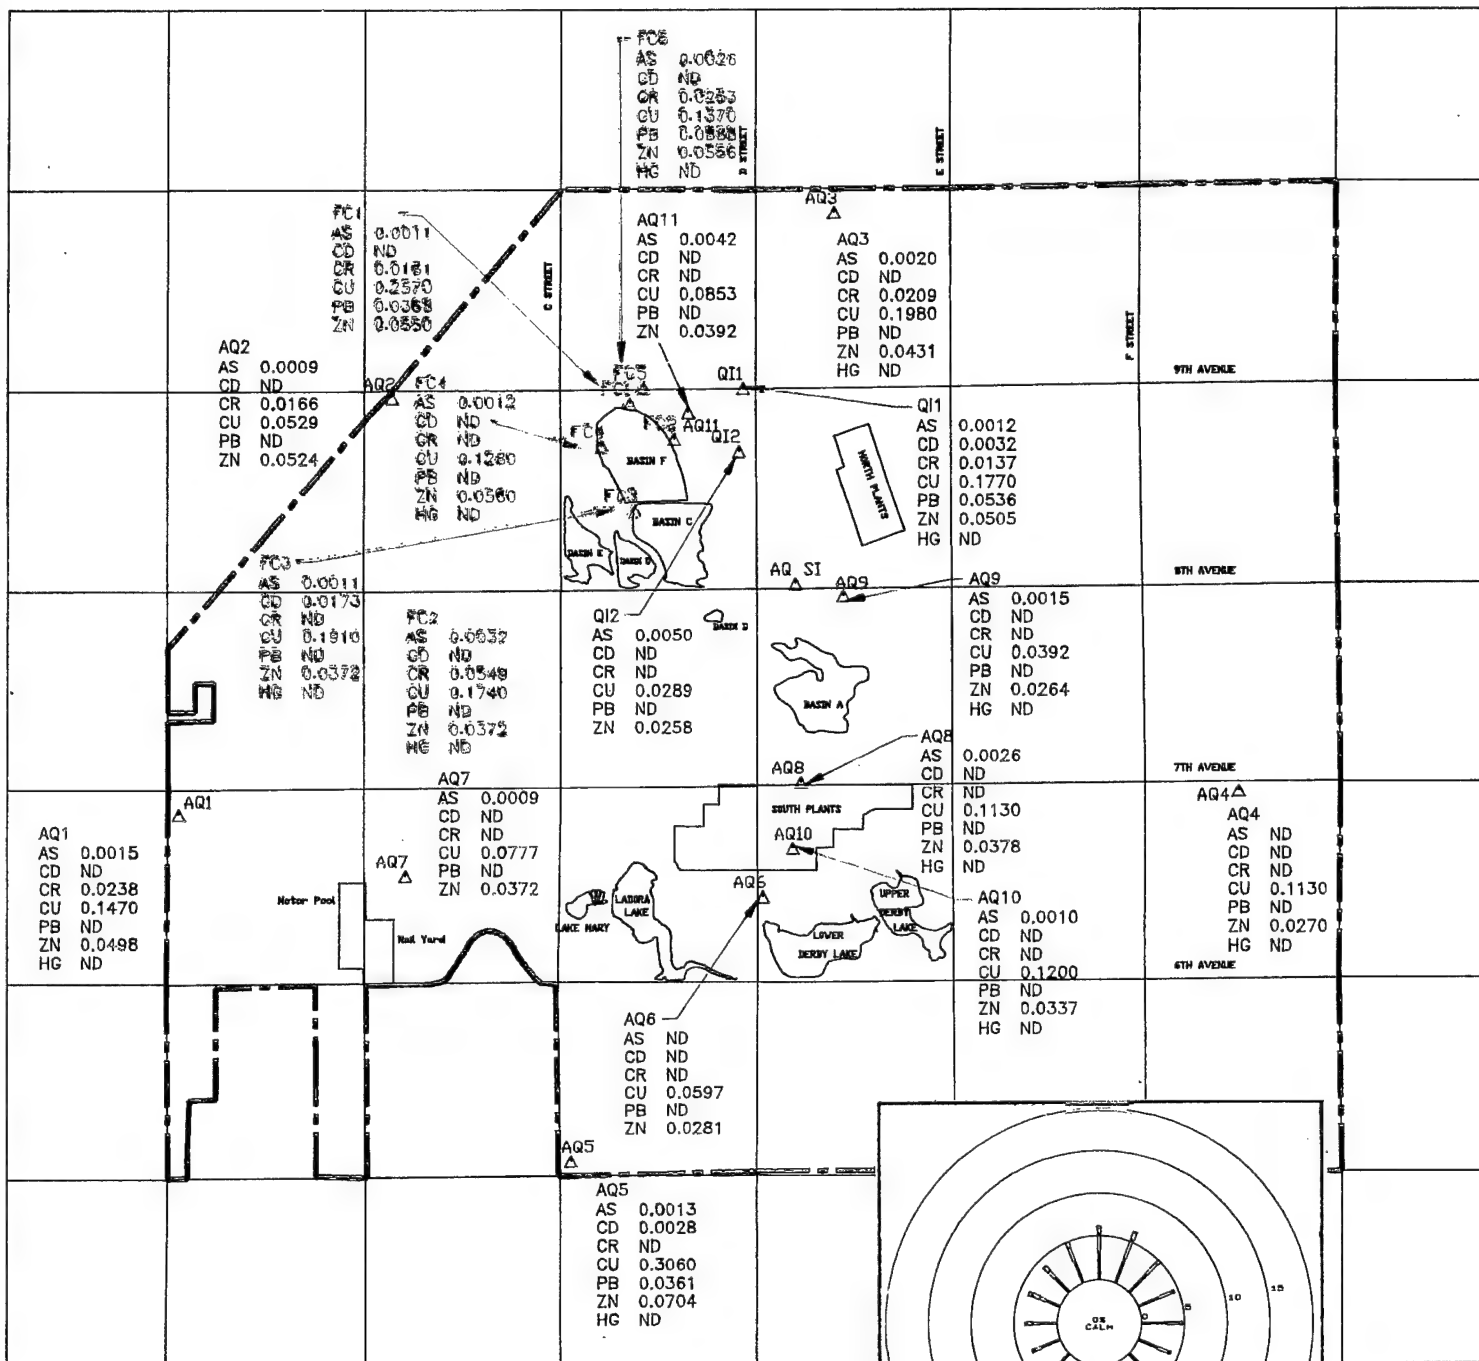 FC5
AS 0.0026
CD ND
CR 0.0263
CU 0.1370
PB
ZN 0.0556
HG ND
D STREET
E STREET
F STREET
C STREET
AQ3
FC1
AS 0.0011
CD ND
CR 0.0161
CU 0.2370
PB
ZN 0.0550
AQ11
AS 0.0042
CD ND
CR ND
CU 0.0853
PB ND
ZN 0.0392
AQ3
AS 0.0020
CD ND
CR 0.0209
CU 0.1980
PB ND
ZN 0.0431
HG ND
AQ2
AS 0.0009
CD ND
CR 0.0166
CU 0.0529
PB ND
ZN 0.0524
AQ2
FC4
AS 0.0012
CD ND
CR ND
CU 0.1280
PB ND
ZN 0.0360
HG ND
FC5
QI1
9TH AVENUE
AQ11
QI2
BASIN F
QI1
AS 0.0012
CD 0.0032
CR 0.0137
CU 0.1770
PB 0.0536
ZN 0.0505
HG ND
NORTH PLANTS
FC3
BASIN C
BASIN E
BASIN D
FC3
AS 0.0011
CD 0.0173
CR ND
CU 0.1910
PB ND
ZN 0.0372
HG ND
FC2
AS 0.0032
CD ND
CR 0.0549
CU 0.1740
PB ND
ZN 0.0372
HG ND
QI2
AS 0.0050
CD ND
CR ND
CU 0.0289
PB ND
ZN 0.0258
AQ SI
AQ9
8TH AVENUE
AQ9
AS 0.0015
CD ND
CR ND
CU 0.0392
PB ND
ZN 0.0264
HG ND
BASIN A
AQ8
AQ8
AS 0.0026
CD ND
CR ND
CU 0.1130
PB ND
ZN 0.0378
HG ND
7TH AVENUE
SOUTH PLANTS
AQ10
AQ4
AQ4
AS ND
CD ND
CR ND
CU 0.1130
PB ND
ZN 0.0270
HG ND
AQ1
AQ1
AS 0.0015
CD ND
CR 0.0238
CU 0.1470
PB ND
ZN 0.0498
HG ND
AQ7
AS 0.0009
CD ND
CR ND
CU 0.0777
PB ND
ZN 0.0372
AQ7
Motor Pool
Rail Yard
LAKE MARY
LADORA
LAKE
AQ6
LOWER
DERBY LAKE
UPPER
DERBY
LAKE
AQ10
AS 0.0010
CD ND
CR ND
CU 0.1200
PB ND
ZN 0.0337
HG ND
6TH AVENUE
AQ6
AS ND
CD ND
CR ND
CU 0.0597
PB ND
ZN 0.0281
AQ5
AQ5
AS 0.0013
CD 0.0028
CR ND
CU 0.3060
PB 0.0361
ZN 0.0704
HG ND
0
5
10
15
CALM